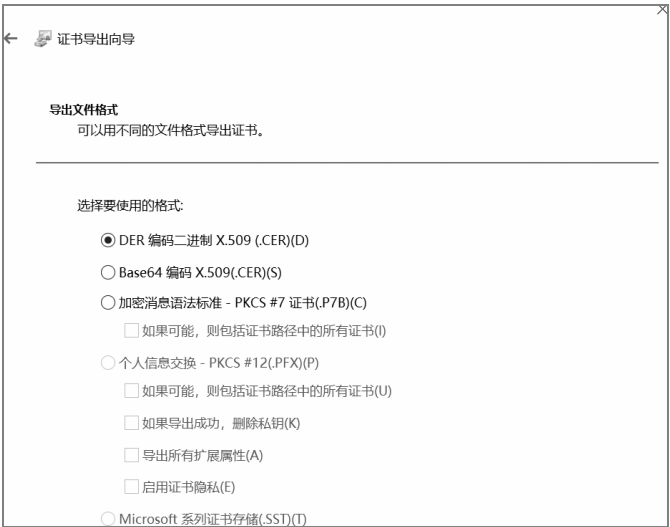 证书导出向导
导出文件格式
可以用不同的文件格式导出证书。
选择要使用的格式:
DER 编码二进制 X.509 (.CER)(D)
Base64 编码 X.509(.CER)(S)
加密消息语法标准 - PKCS #7 证书(.P7B)(C)
如果可能，则包括证书路径中的所有证书(I)
个人信息交换 - PKCS #12(.PFX)(P)
如果可能，则包括证书路径中的所有证书(U)
如果导出成功，删除私钥(K)
导出所有扩展属性(A)
启用证书隐私(E)
Microsoft 系列证书存储(.SST)(T)